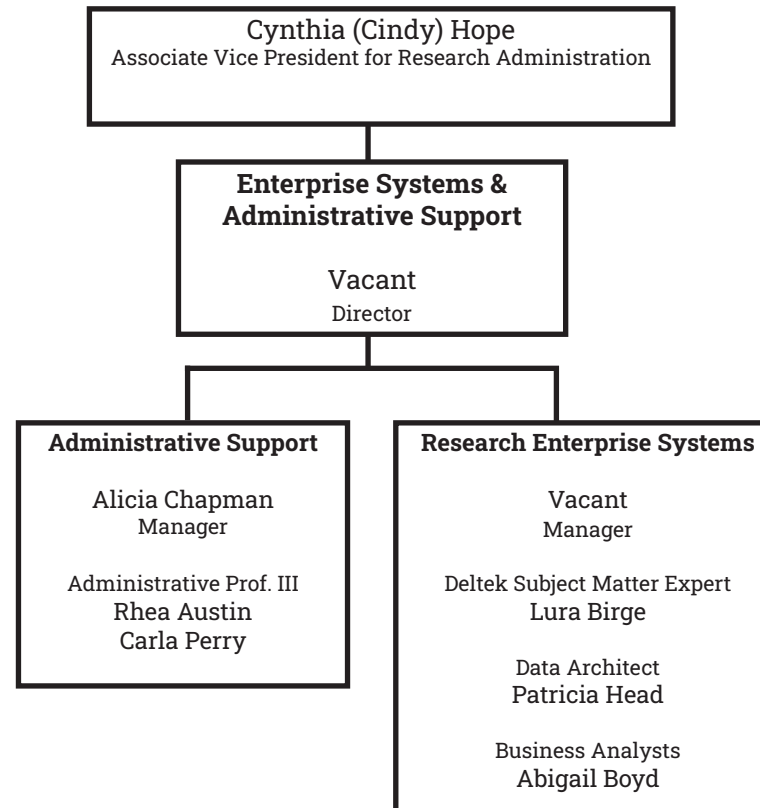 Cynthia (Cindy) Hope
Associate Vice President for Research Administration
Enterprise Systems &
Administrative Support
Vacant
Director
Administrative Support
Alicia Chapman
Manager
Administrative Prof. III
Rhea Austin
Carla Perry
Research Enterprise Systems
Vacant
Manager
Deltek Subject Matter Expert
Lura Birge
Data Architect
Patricia Head
Business Analysts
Abigail Boyd